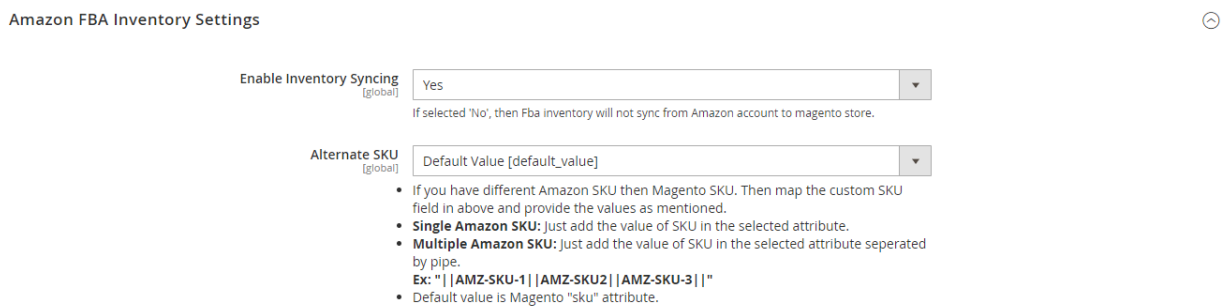 Amazon FBA Inventory Settings
Enable Inventory Syncing
[global]
Yes
If selected 'No', then Fba inventory will not sync from Amazon account to magento store.
Alternate SKU
[global]
Default Value [default_value]
• If you have different Amazon SKU then Magento SKU. Then map the custom SKU
field in above and provide the values as mentioned.
• Single Amazon SKU: Just add the value of SKU in the selected attribute.
• Multiple Amazon SKU: Just add the value of SKU in the selected attribute seperated
by pipe.
Ex: "||AMZ-SKU-1||AMZ-SKU2||AMZ-SKU-3||"
• Default value is Magento "sku" attribute.